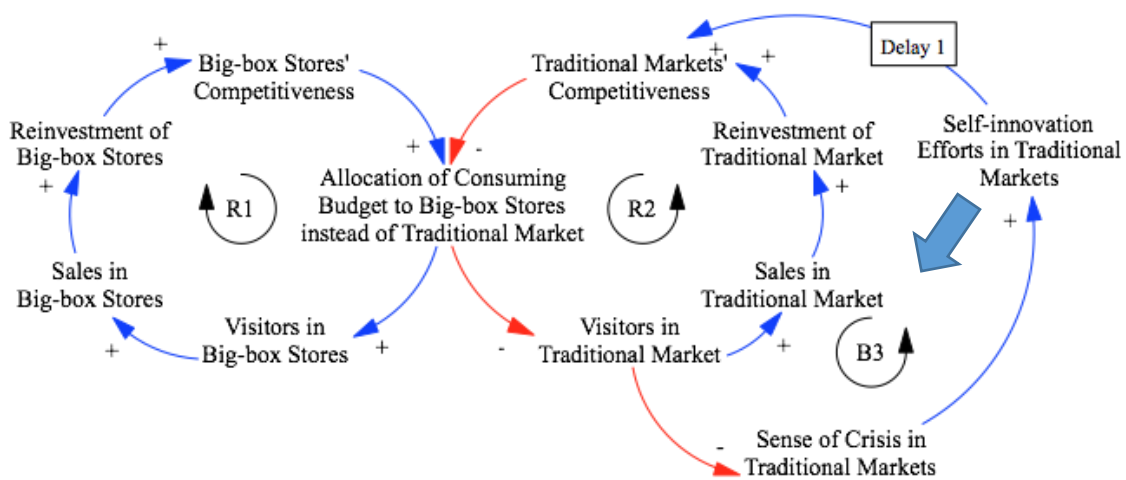 Delay 1
+
+
+
Big-box Stores'
Competitiveness
Traditional Markets'
Competitiveness
Reinvestment of
Big-box Stores
Reinvestment of
Traditional Market
Self-innovation
Efforts in Traditional
Markets
+
-
+
+
+
Allocation of Consuming
Budget to Big-box Stores
instead of Traditional Market
R1
R2
Sales in
Big-box Stores
Sales in
Traditional Market
Visitors in
Big-box Stores
Visitors in
Traditional Market
+
+
-
+
B3
-
Sense of Crisis in
Traditional Markets